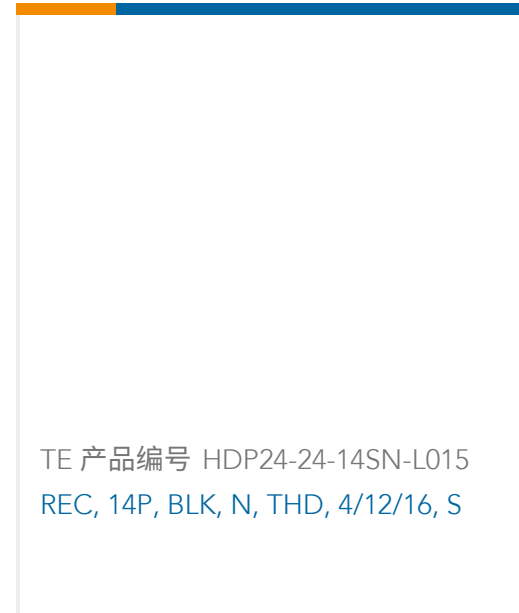 TE 产品编号 HDP24-24-14SN-L015
REC, 14P, BLK, N, THD, 4/12/16, S